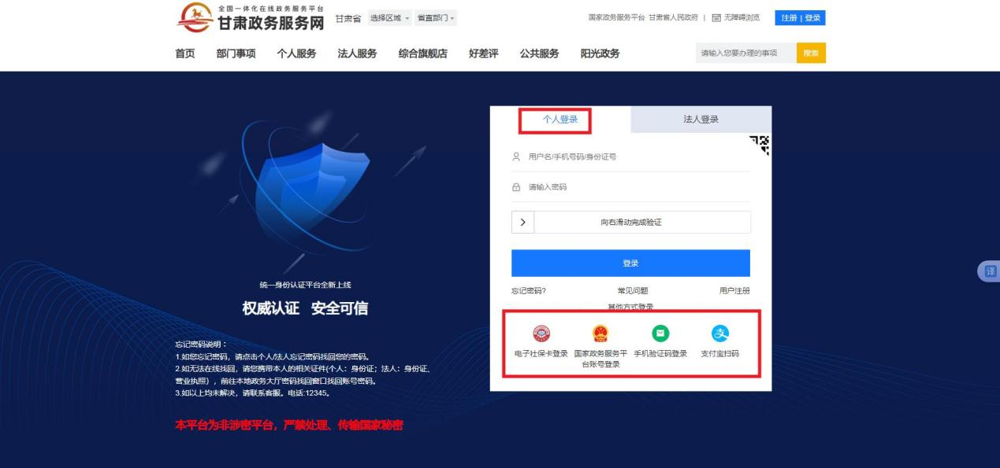 全国一体化在线政务服务平台
甘肃政务服务网
甘肃省 选择区域 省直部门
国家政务服务平台 甘肃省人民政府 | 无障碍浏览 注册 | 登录
首页 部门事项 个人服务 法人服务 综合旗舰店 好差评 公共服务 阳光政务
请输入您要办理的事项 搜索
统一身份认证平台全新上线
权威认证 安全可信
忘记密码说明：
1.如您忘记密码，请点击个人/法人忘记密码找回您的密码。
2.如无法在线找回，请您携带本人的相关证件(个人：身份证；法人：身份证、
营业执照），前往本地政务大厅密码找回窗口找回账号密码。
3.如以上均未解决，请联系客服。电话:12345。
本平台为非涉密平台，严禁处理、传输国家秘密
个人登录 法人登录
用户名/手机号码/身份证号
请输入密码
向右滑动完成验证
登录
忘记密码? 常见问题 用户注册
其他方式登录
电子社保卡登录 国家政务服务平 手机验证码登录 支付宝扫码
台账号登录
译